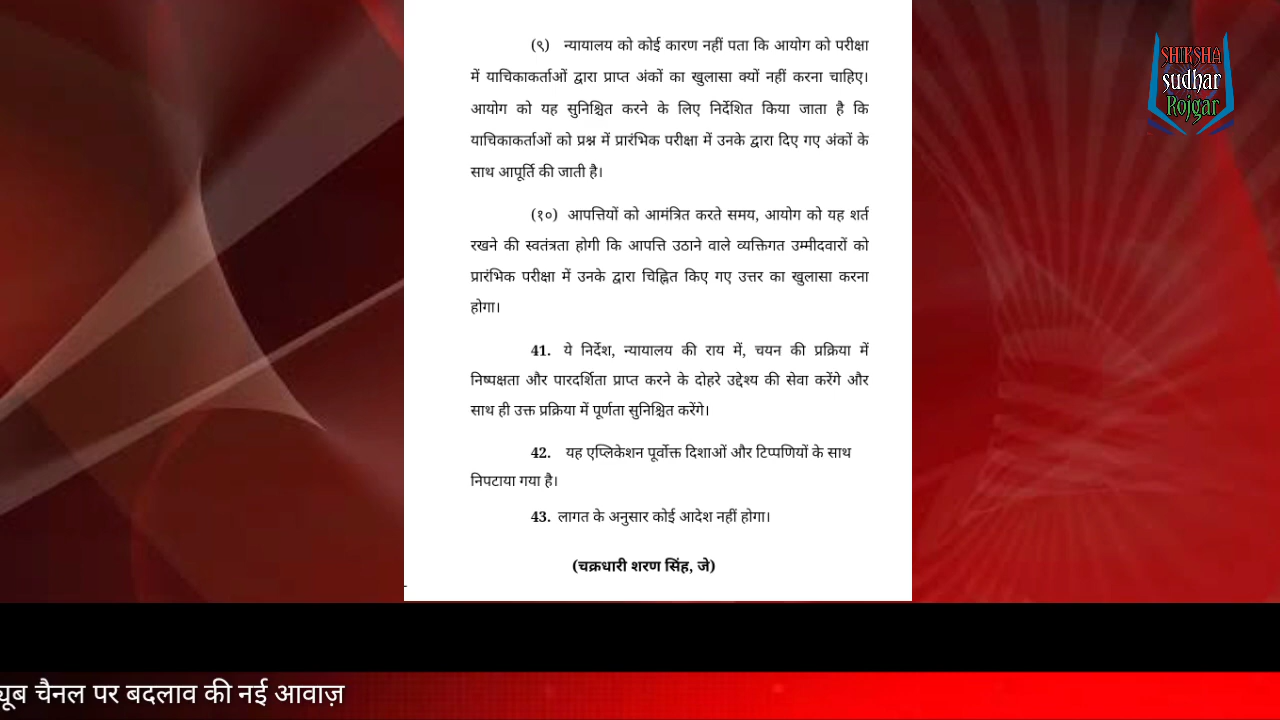 (९) न्यायालय को कोई कारण नहीं पता कि आयोग को परीक्षा
में याचिकाकर्ताओं द्वारा प्राप्त अंकों का खुलासा क्यों नहीं करना चाहिए।
आयोग को यह सुनिश्चित करने के लिए निर्देशित किया जाता है कि
याचिकाकर्ताओं को प्रश्न में प्रारंभिक परीक्षा में उनके द्वारा दिए गए अंकों के
साथ आपूर्ति की जाती है।
(१०) आपत्तियों को आमंत्रित करते समय, आयोग को यह शर्त
रखने की स्वतंत्रता होगी कि आपत्ति उठाने वाले व्यक्तिगत उम्मीदवारों को
प्रारंभिक परीक्षा में उनके द्वारा चिह्नित किए गए उत्तर का खुलासा करना
होगा।
41. ये निर्देश, न्यायालय की राय में, चयन की प्रक्रिया में
निष्पक्षता और पारदर्शिता प्राप्त करने के दोहरे उद्देश्य की सेवा करेंगे और
साथ ही उक्त प्रक्रिया में पूर्णता सुनिश्चित करेंगे।
42. यह एप्लिकेशन पूर्वोक्त दिशाओं और टिप्पणियों के साथ
निपटाया गया है।
43. लागत के अनुसार कोई आदेश नहीं होगा।
(चक्रधारी शरण सिंह, जे)
SHIKSHA
sudhar
Rojgar
चैनल पर बदलाव की नई आवाज़